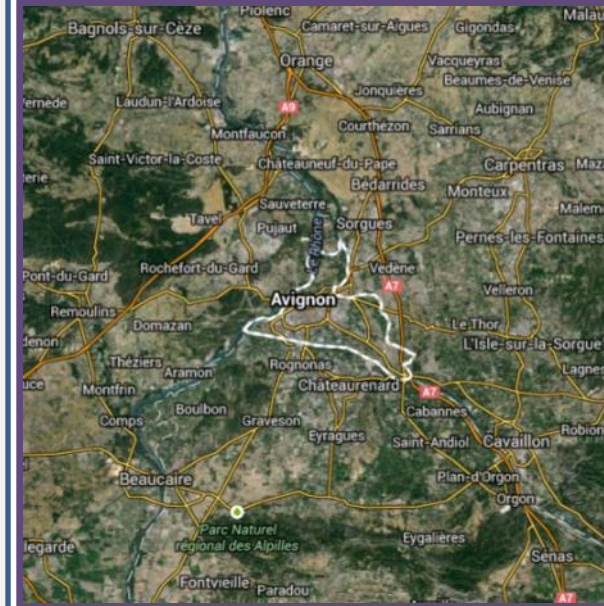 Piolenc
Bagnols-sur-Cèze
Camaret-sur-Aigues
Gigondas
Malau
Orange
Vacqueyras
Beaumes-de-Venise
Jonquières
A9
Laudun-l'Ardoise
Aubignan
Montfaucon
Courthezon
Sarrians
Saint-Victor-la-Coste
Châteauneuf-du-Pape
Carpentras
Maza
Bédarrides
Monteux
Sauveterre
Tavel
Pujaut
Le Rhône
Sorgues
Pernes-les-Fontaines
Pont-du-Gard
Rochefort-du-Gard
Vedène
A7
Velleron
Remoulins
Avignon
Domazan
Le Thor
L'Isle-sur-la-Sorgue
Théziers
Aramon
Rognonas
Lagnes
Montfrin
Châteaurenard
A7
Boulbon
Cabannes
Comps
Graveson
Robion
Eyragues
Saint-Andiol
Cavaillon
Beaucaire
Plan-d'Orgon
Orgon
Parc Naturel
régional des Alpilles
Eygalières
legarde
Sénas
Fontvieille
Paradou
A7